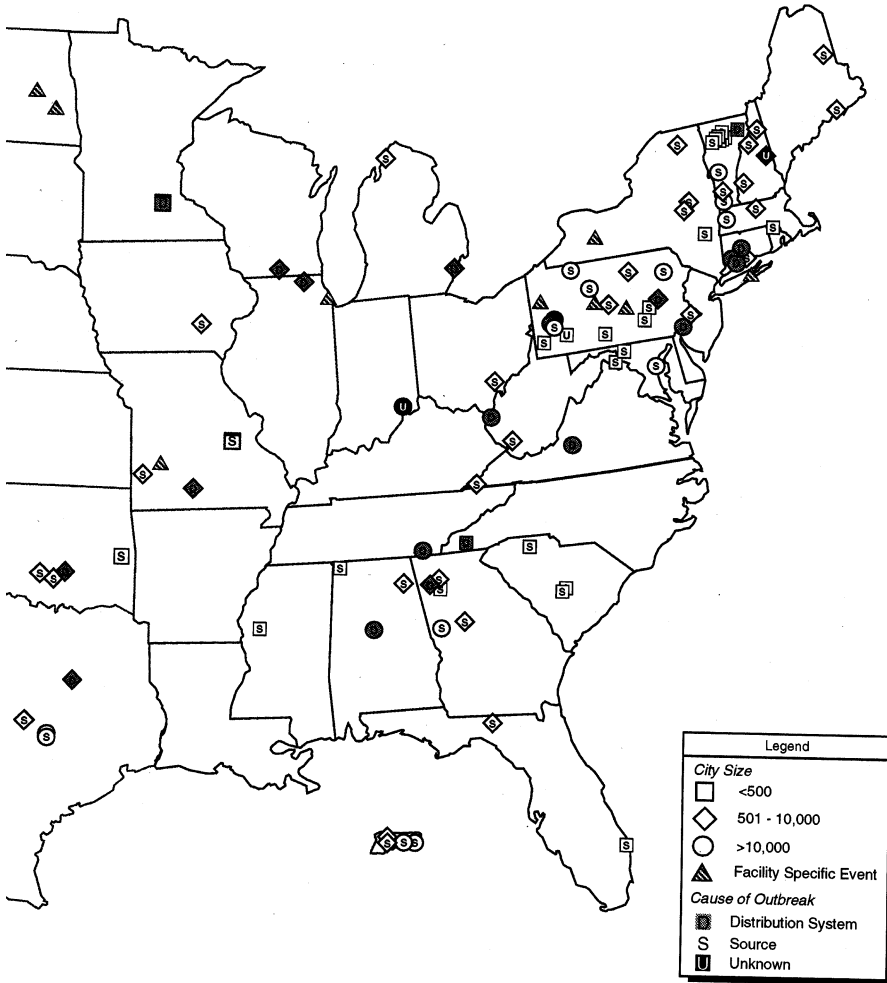 Legend
City Size
<500
501 - 10,000
>10,000
Facility Specific Event
Cause of Outbreak
Distribution System
S Source
U Unknown